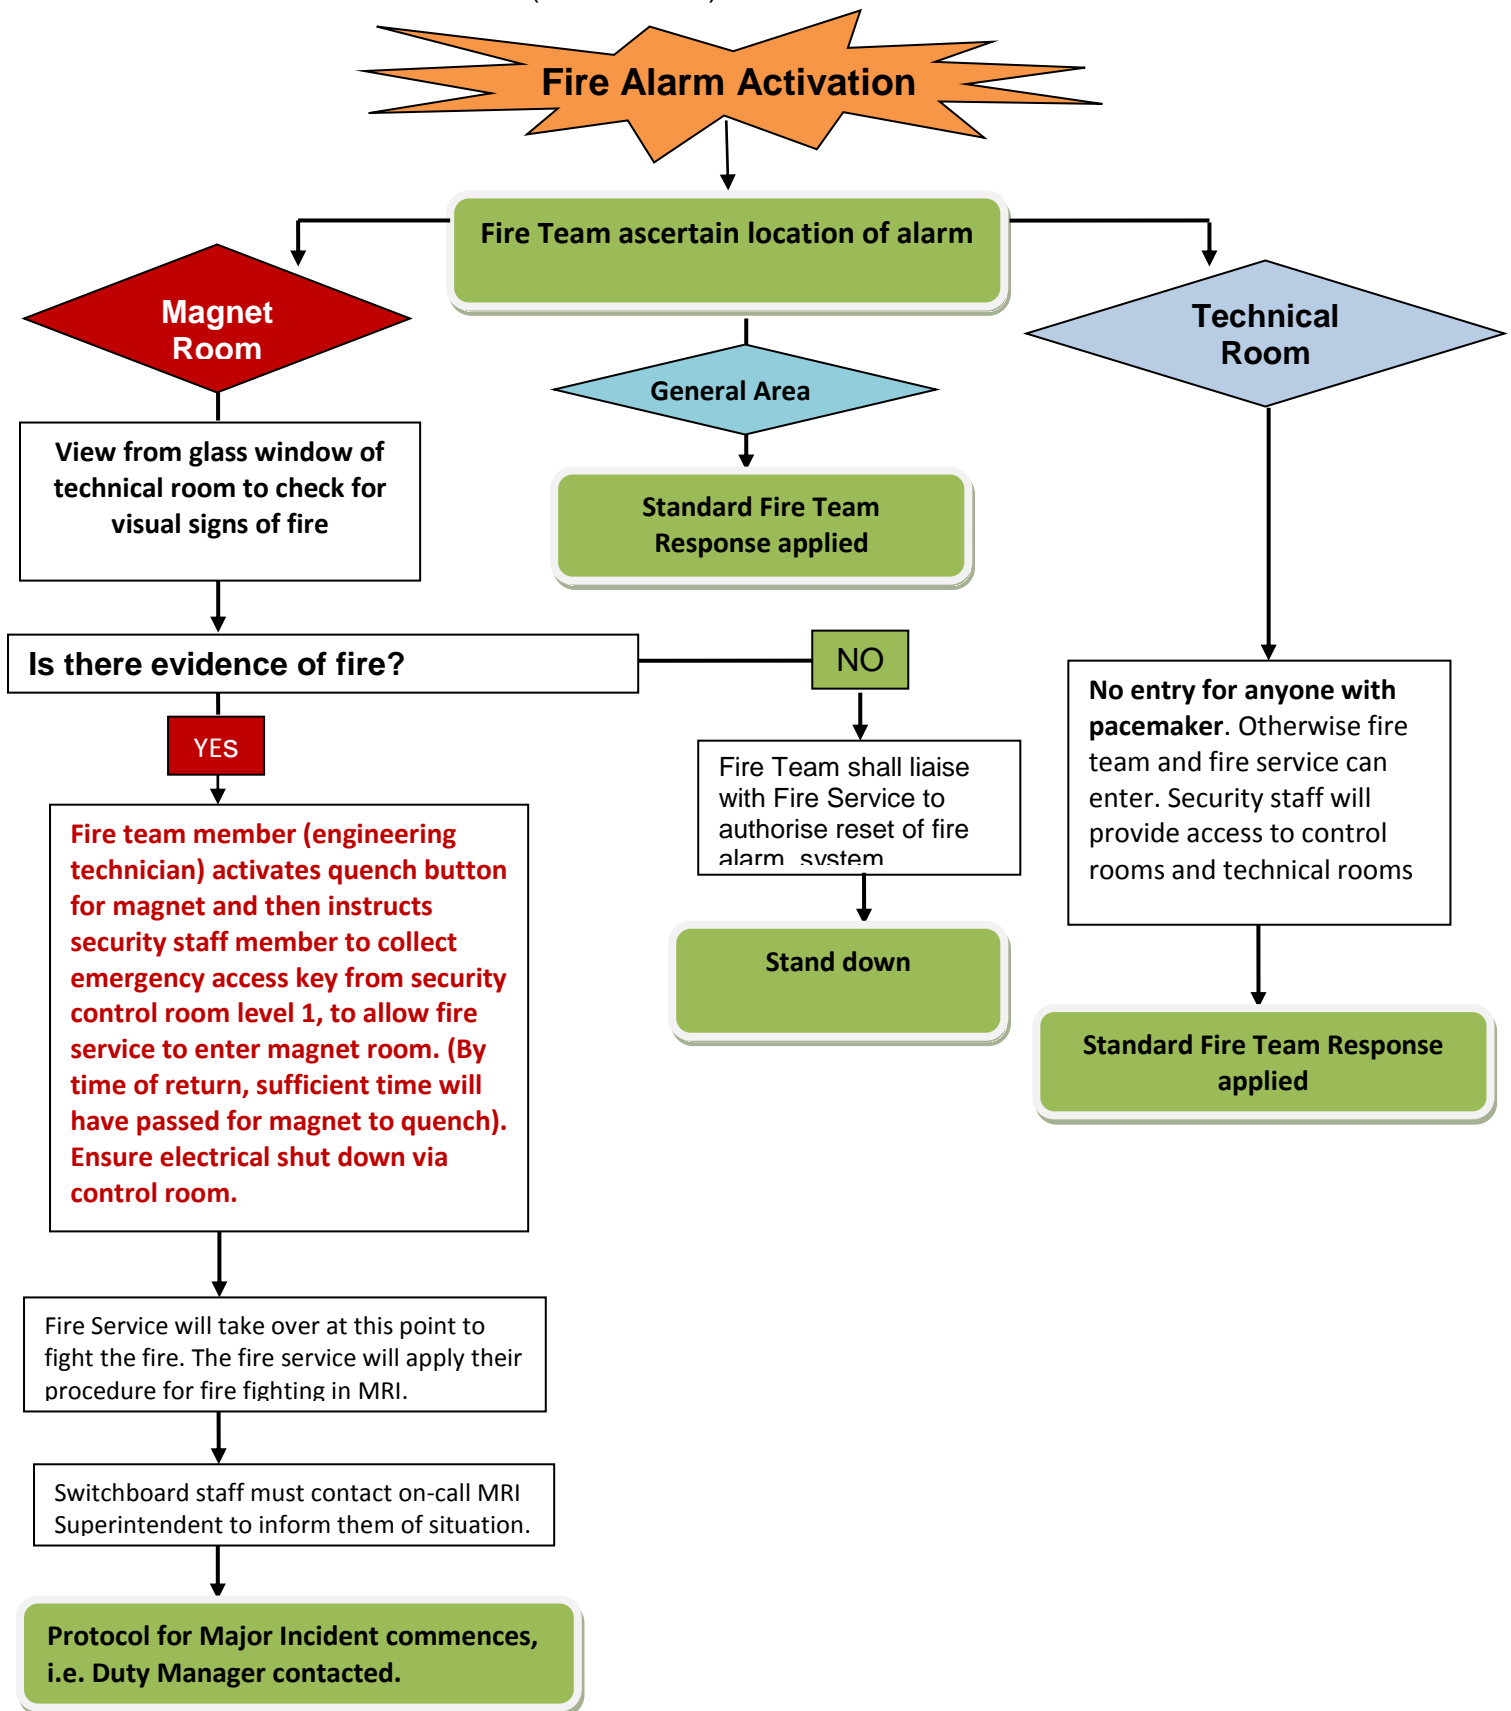 Fire Alarm Activation
Fire Team ascertain location of alarm
Magnet
Room
General Area
Technical
Room
View from glass window of
technical room to check for
visual signs of fire
Standard Fire Team
Response applied
Is there evidence of fire?
NO
YES
No entry for anyone with
pacemaker. Otherwise fire
team and fire service can
enter. Security staff will
provide access to control
rooms and technical rooms
Fire Team shall liaise
with Fire Service to
authorise reset of fire
alarm system
Stand down
Standard Fire Team Response
applied
Fire team member (engineering
technician) activates quench button
for magnet and then instructs
security staff member to collect
emergency access key from security
control room level 1, to allow fire
service to enter magnet room. (By
time of return, sufficient time will
have passed for magnet to quench).
Ensure electrical shut down via
control room.
Fire Service will take over at this point to
fight the fire. The fire service will apply their
procedure for fire fighting in MRI.
Switchboard staff must contact on-call MRI
Superintendent to inform them of situation.
Protocol for Major Incident commences,
i.e. Duty Manager contacted.